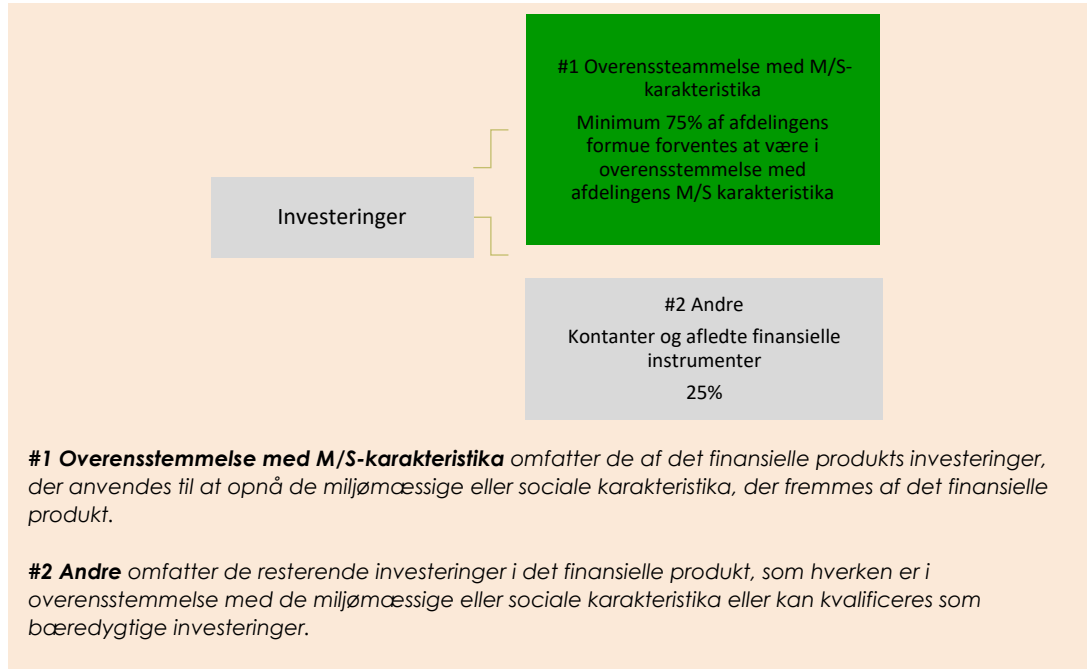 #1 Overenssteammelse med M/S-
karakteristika
Minimum 75% af afdelingens
formue forventes at være i
overensstemmelse med
afdelingens M/S karakteristika
Investeringer
#2 Andre
Kontanter og afledte finansielle
instrumenter
25%
#1 Overensstemmelse med M/S-karakteristika omfatter de af det finansielle produkts investeringer,
der anvendes til at opnå de miljømæssige eller sociale karakteristika, der fremmes af det finansielle
produkt.
#2 Andre omfatter de resterende investeringer i det finansielle produkt, som hverken er i
overensstemmelse med de miljømæssige eller sociale karakteristika eller kan kvalificeres som
bæredygtige investeringer.